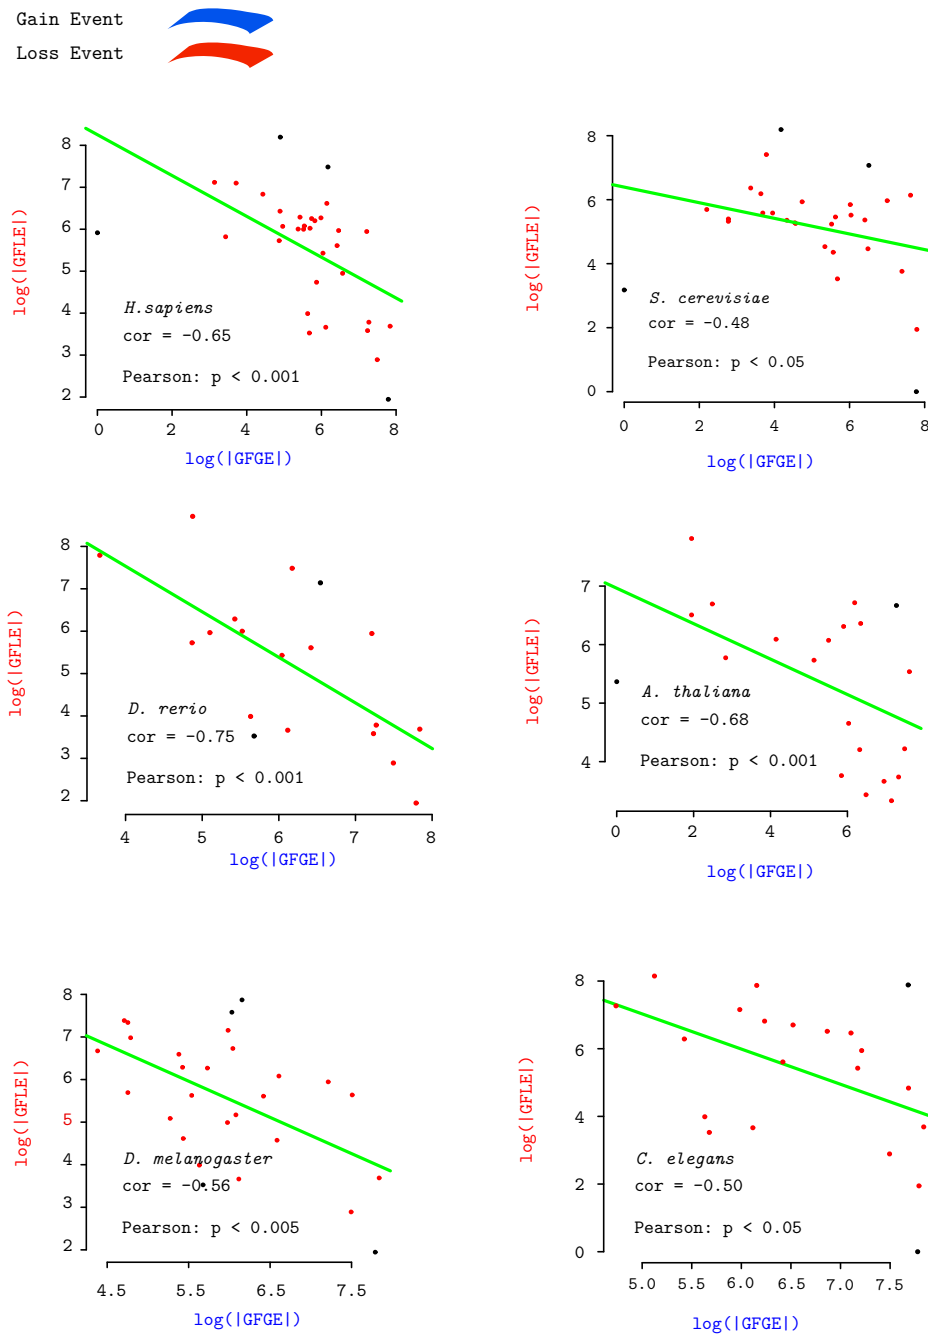 Gain Event
Loss Event
8
7
6
5
4
3
2
log(|GFLE|)
H.sapiens
cor = -0.65
Pearson: p < 0.001
0 2 4 6 8
log(|GFGE|)
8
6
4
2
0
log(|GFLE|)
S. cerevisiae
cor = -0.48
Pearson: p < 0.05
0 2 4 6 8
log(|GFGE|)
8
7
6
5
4
3
2
log(|GFLE|)
D. rerio
cor = -0.75
Pearson: p < 0.001
4 5 6 7 8
log(|GFGE|)
7
6
5
4
log(|GFLE|)
A. thaliana
cor = -0.68
Pearson: p < 0.001
0 2 4 6
log(|GFGE|)
8
7
6
5
4
3
2
log(|GFLE|)
D. melanogaster
cor = -0.56
Pearson: p < 0.005
4.5 5.5 6.5 7.5
log(|GFGE|)
8
6
4
2
0
log(|GFLE|)
C. elegans
cor = -0.50
Pearson: p < 0.05
5.0 5.5 6.0 6.5 7.0 7.5
log(|GFGE|)